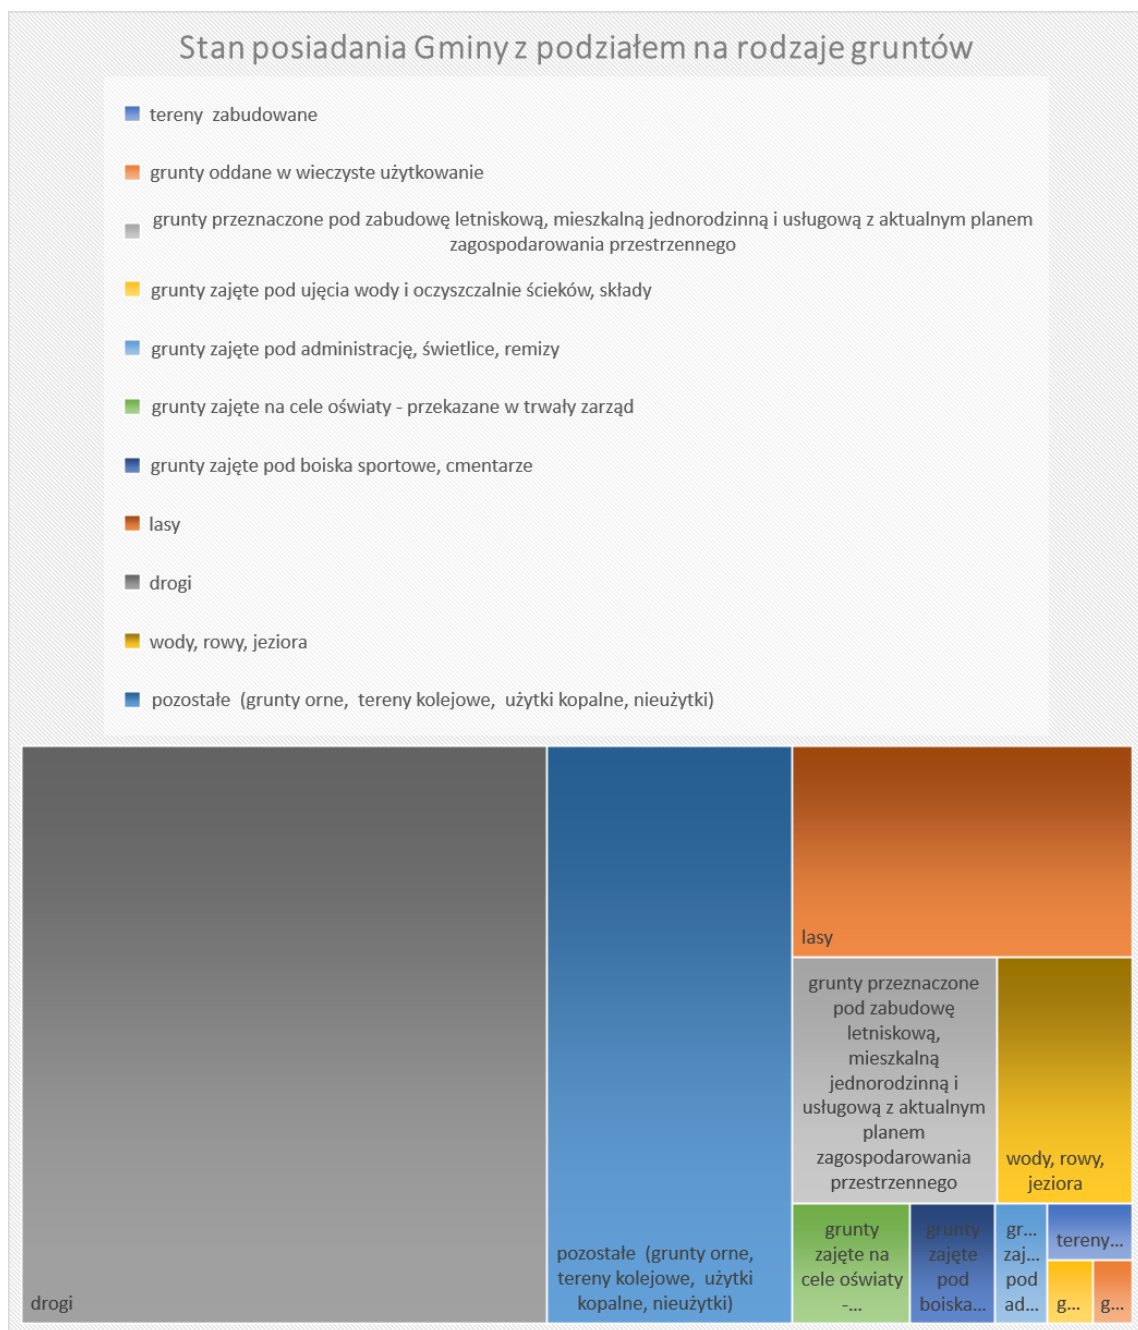 Stan posiadania Gminy z podziałem na rodzaje gruntów
tereny  zabudowane
grunty oddane w wieczyste użytkowanie
grunty przeznaczone pod zabudowę letniskową, mieszkalną jednorodzinną i usługową z aktualnym planem
zagospodarowania przestrzennego
grunty zajęte pod ujęcia wody i oczyszczalnie ścieków, składy
grunty zajęte pod administrację, świetlice, remizy
grunty zajęte na cele oświaty - przekazane w trwały zarząd
grunty zajęte pod boiska sportowe, cmentarze
lasy
drogi
wody, rowy, jeziora
pozostałe  (grunty orne,  tereny kolejowe,  użytki kopalne, nieużytki)
drogi
pozostałe  (grunty orne,
tereny kolejowe,  użytki
kopalne, nieużytki)
lasy
grunty przeznaczone
pod zabudowę
letniskową,
mieszkalną
jednorodzinną i
usługową z aktualnym
planem
zagospodarowania
przestrzennego
wody, rowy,
jeziora
grunty
zajęte na
cele oświaty
-...
grunty
zajęte
pod
boiska...
gr...
zaj...
pod
ad...
tereny...
g...
g...